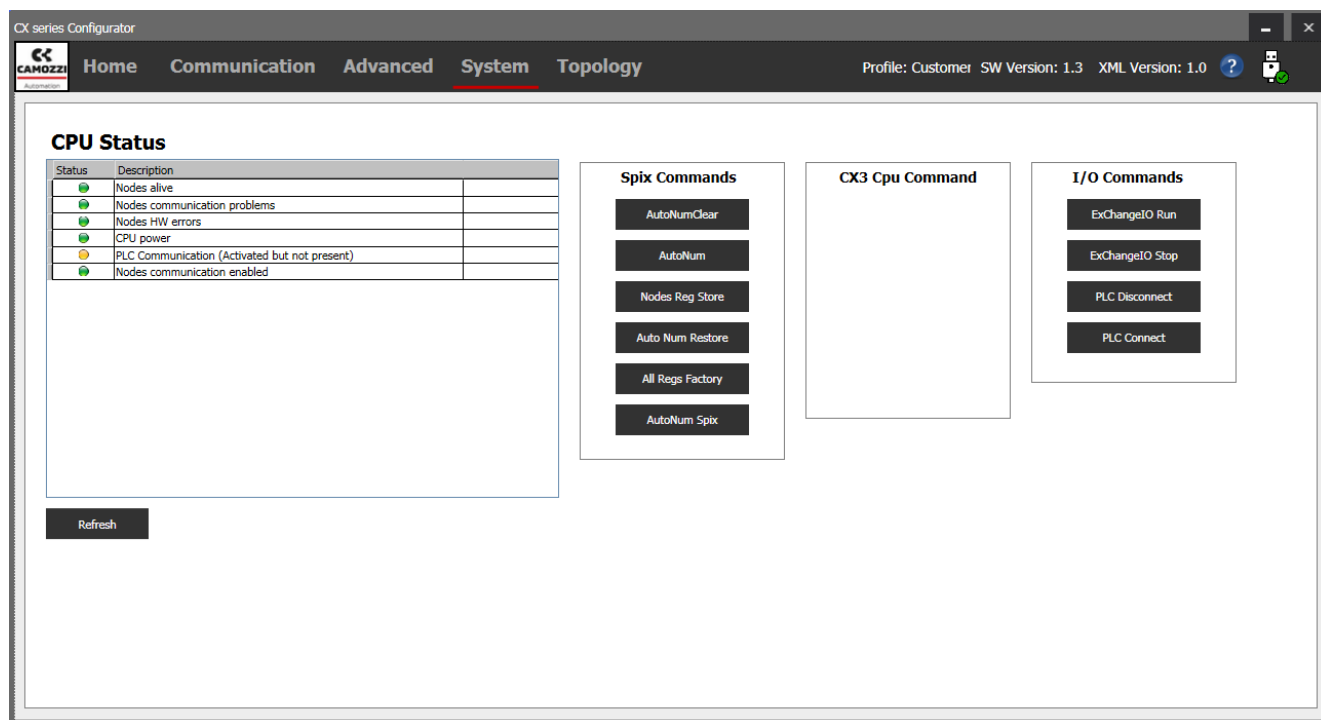 CX series Configurator
CAMOZZI
Automation
Home Communication Advanced System Topology
Profile: Customer SW Version: 1.3 XML Version: 1.0 ?
CPU Status
Status Description
Nodes alive
Nodes communication problems
Nodes HW errors
CPU power
PLC Communication (Activated but not present)
Nodes communication enabled
Refresh
Spix Commands
AutoNumClear
AutoNum
Nodes Reg Store
Auto Num Restore
All Regs Factory
AutoNum Spix
CX3 Cpu Command
I/O Commands
ExChangeIO Run
ExChangeIO Stop
PLC Disconnect
PLC Connect